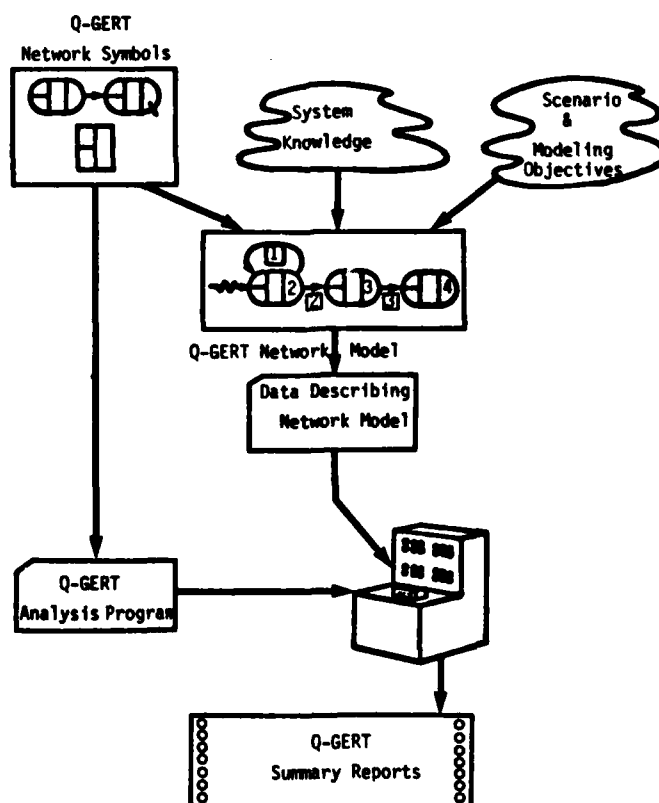 Q-GERT
Network Symbols
System
Knowledge
Scenario
&
Modeling
Objectives
1
2
3
4
2
3
Q-GERT Network Model
Data Describing
Network Model
Q-GERT
Analysis Program
Q-GERT
Summary Reports